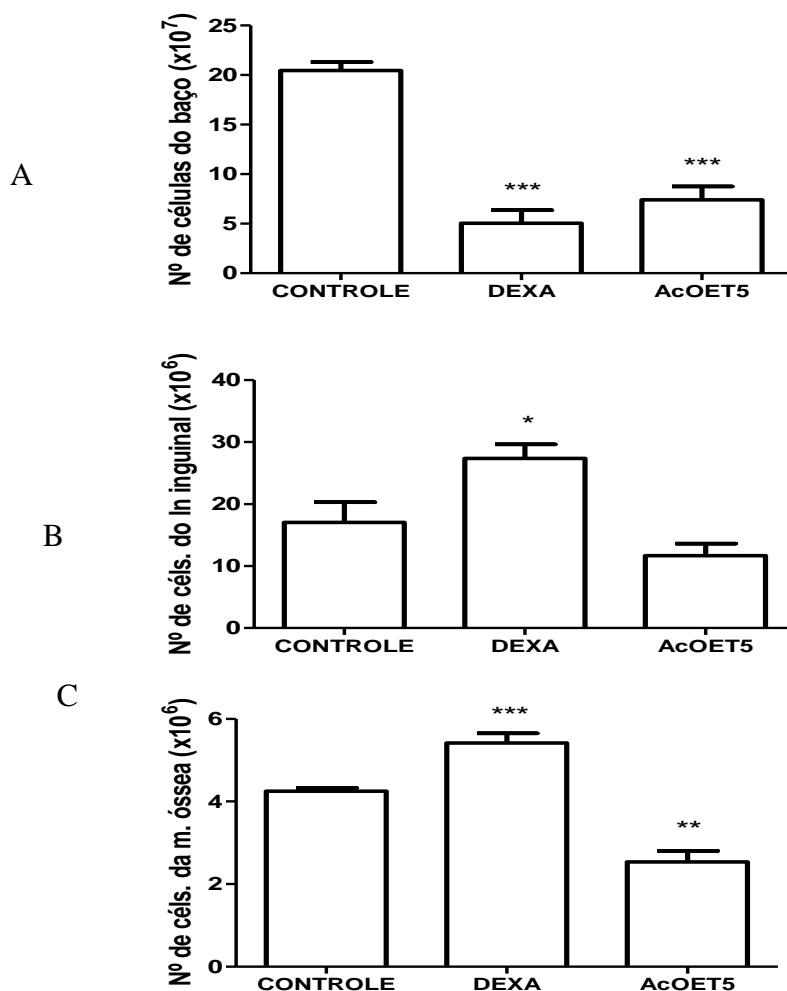 A
Nº de células do baço (x10⁷)
25
20
15
10
5
0
***
***
CONTROLE DEXA AcOET5
B
Nº de céls. do ln inguinal (x10⁶)
40
30
20
10
0
*
CONTROLE DEXA AcOET5
C
Nº de céls. da m. óssea (x10⁶)
6
4
2
0
***
**
CONTROLE DEXA AcOET5